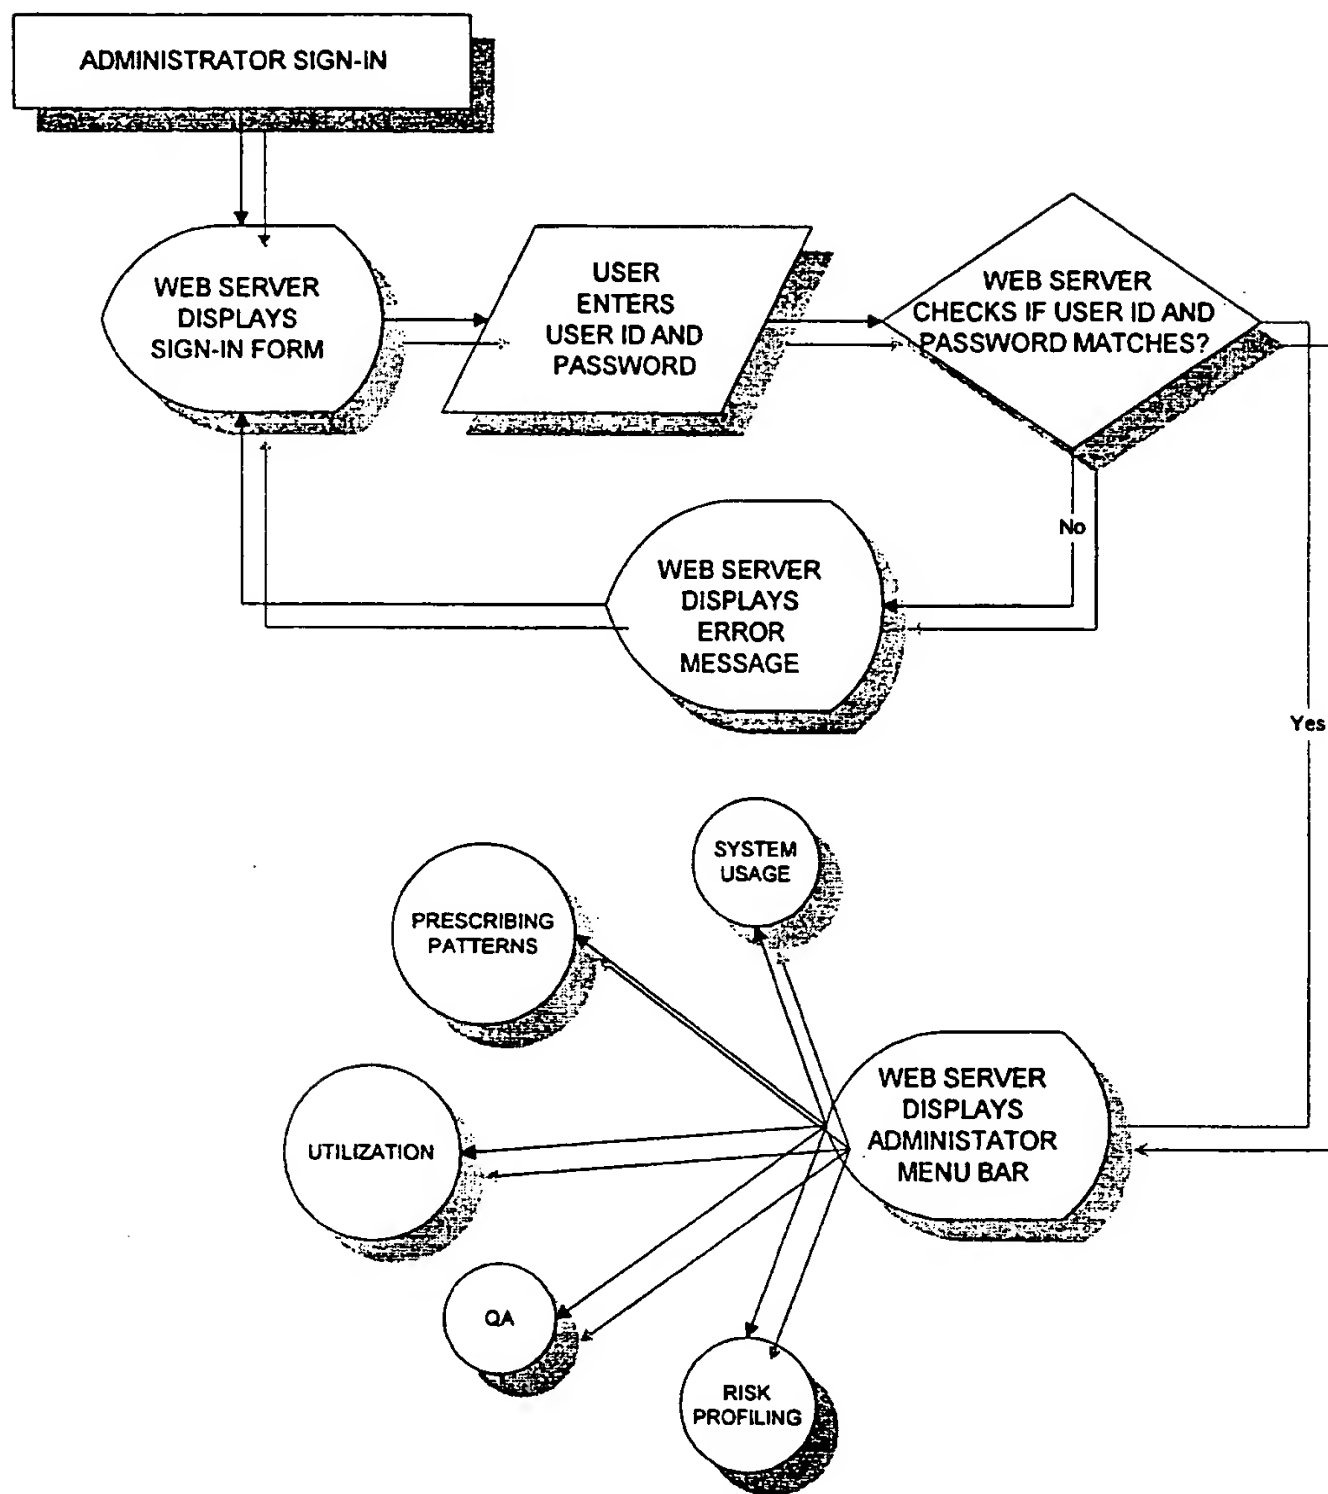 ADMINISTRATOR SIGN-IN
WEB SERVER
DISPLAYS
SIGN-IN FORM
USER
ENTERS
USER ID AND
PASSWORD
WEB SERVER
CHECKS IF USER ID AND
PASSWORD MATCHES?
No
WEB SERVER
DISPLAYS
ERROR
MESSAGE
Yes
SYSTEM
USAGE
PRESCRIBING
PATTERNS
WEB SERVER
DISPLAYS
ADMINISTATOR
MENU BAR
UTILIZATION
QA
RISK
PROFILING